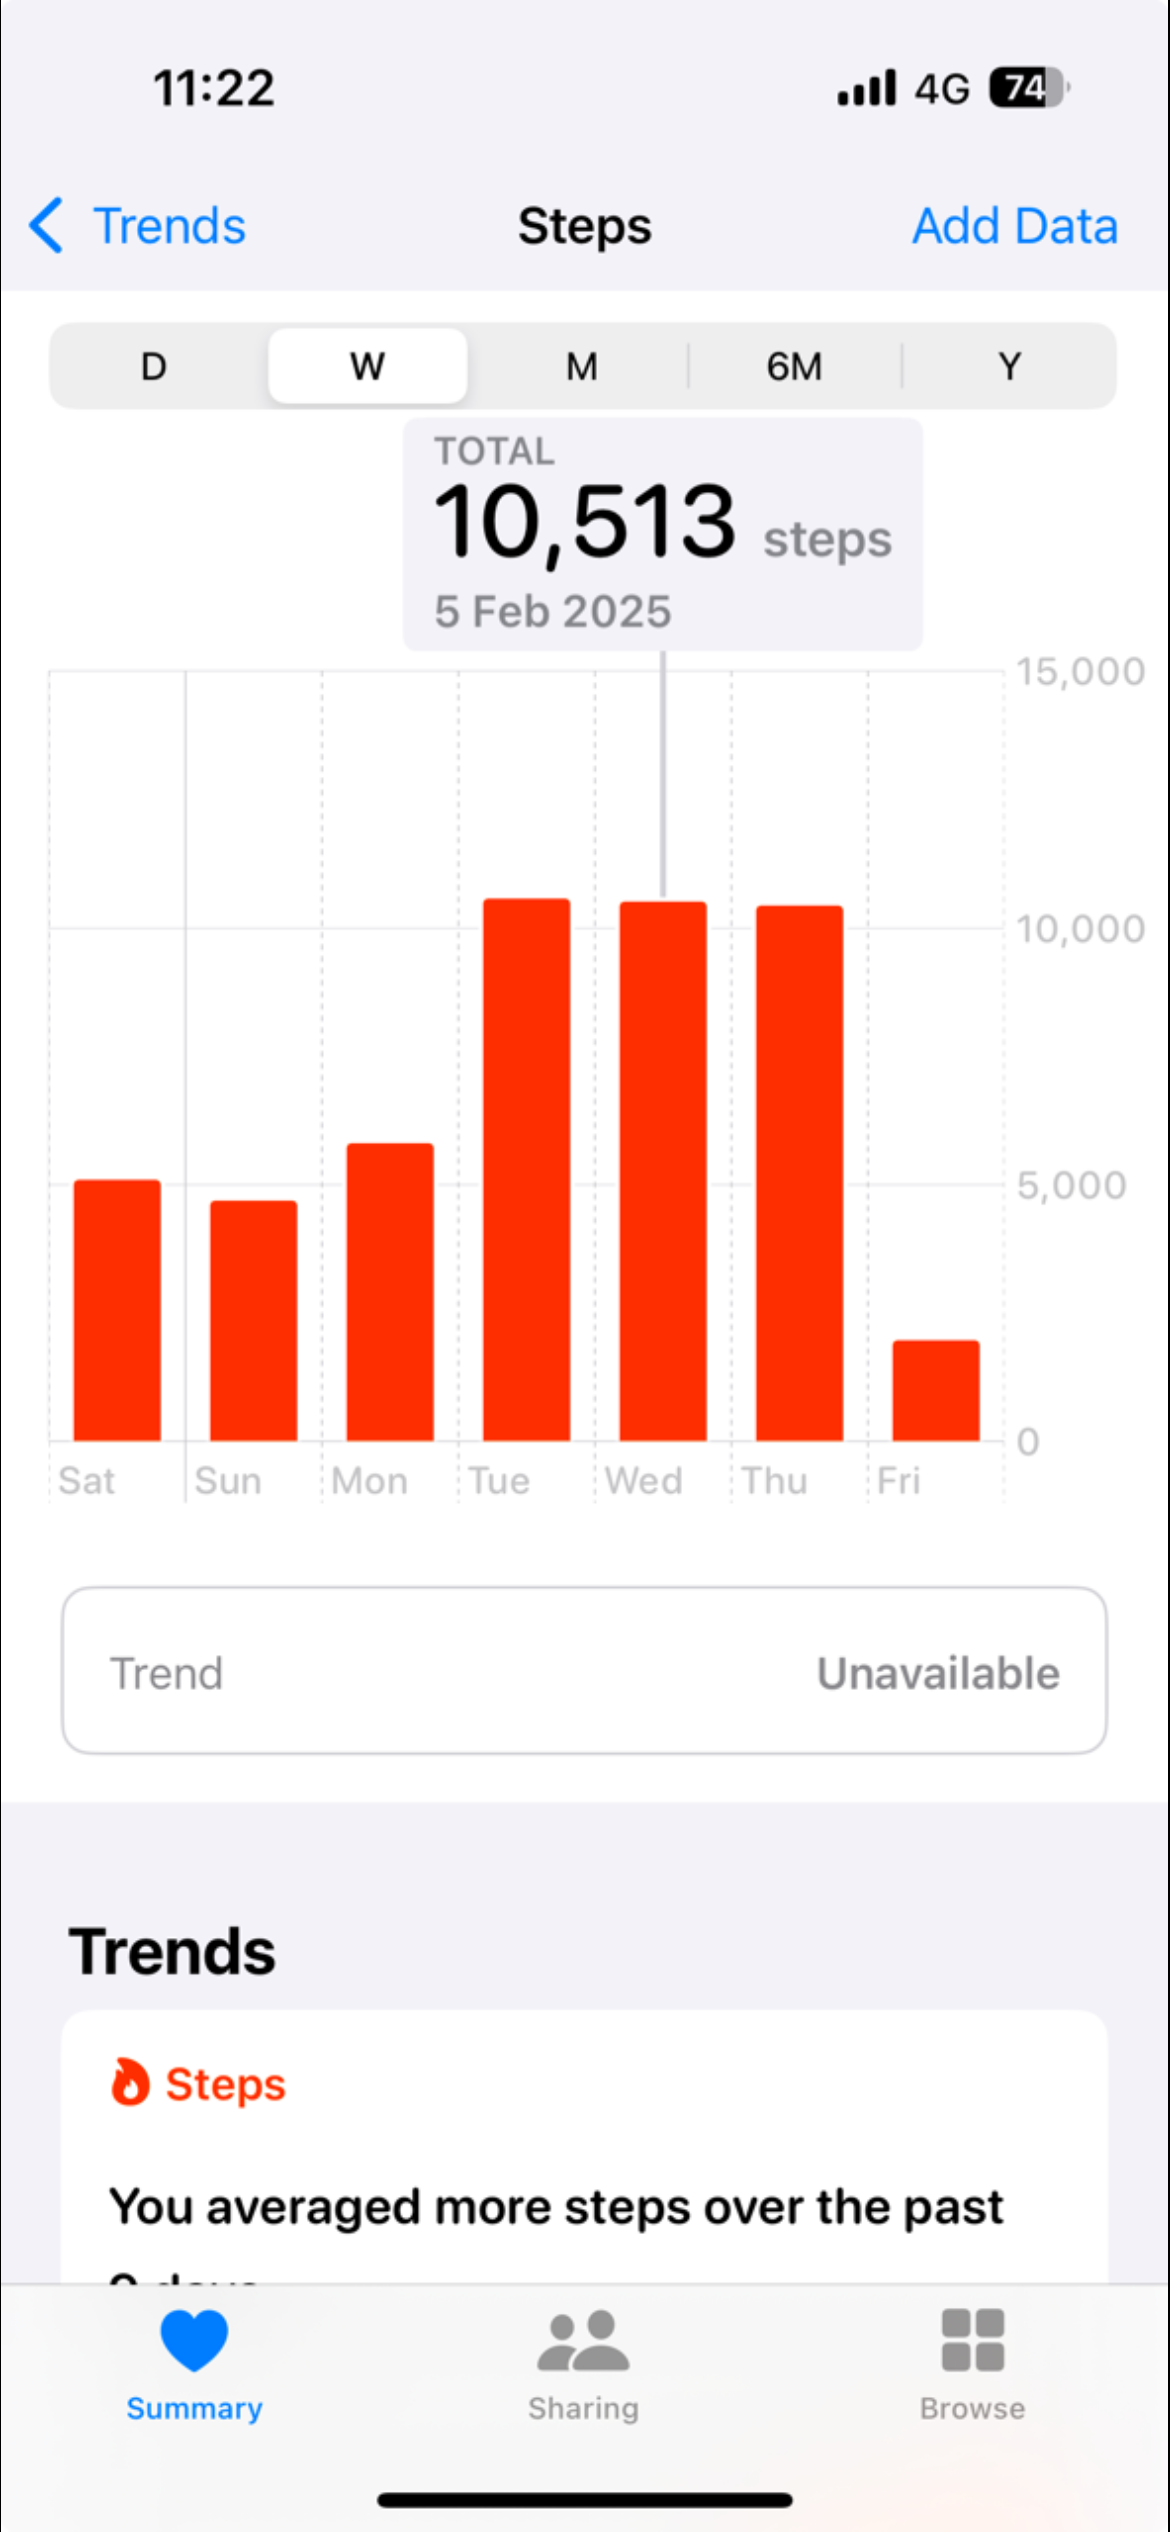 11:22 4G 74
Trends Steps Add Data
D W M 6M Y
TOTAL
10,513 steps
5 Feb 2025
15,000
10,000
5,000
0
Sat Sun Mon Tue Wed Thu Fri
Trend Unavailable
Trends
Steps
You averaged more steps over the past
Summary Sharing Browse